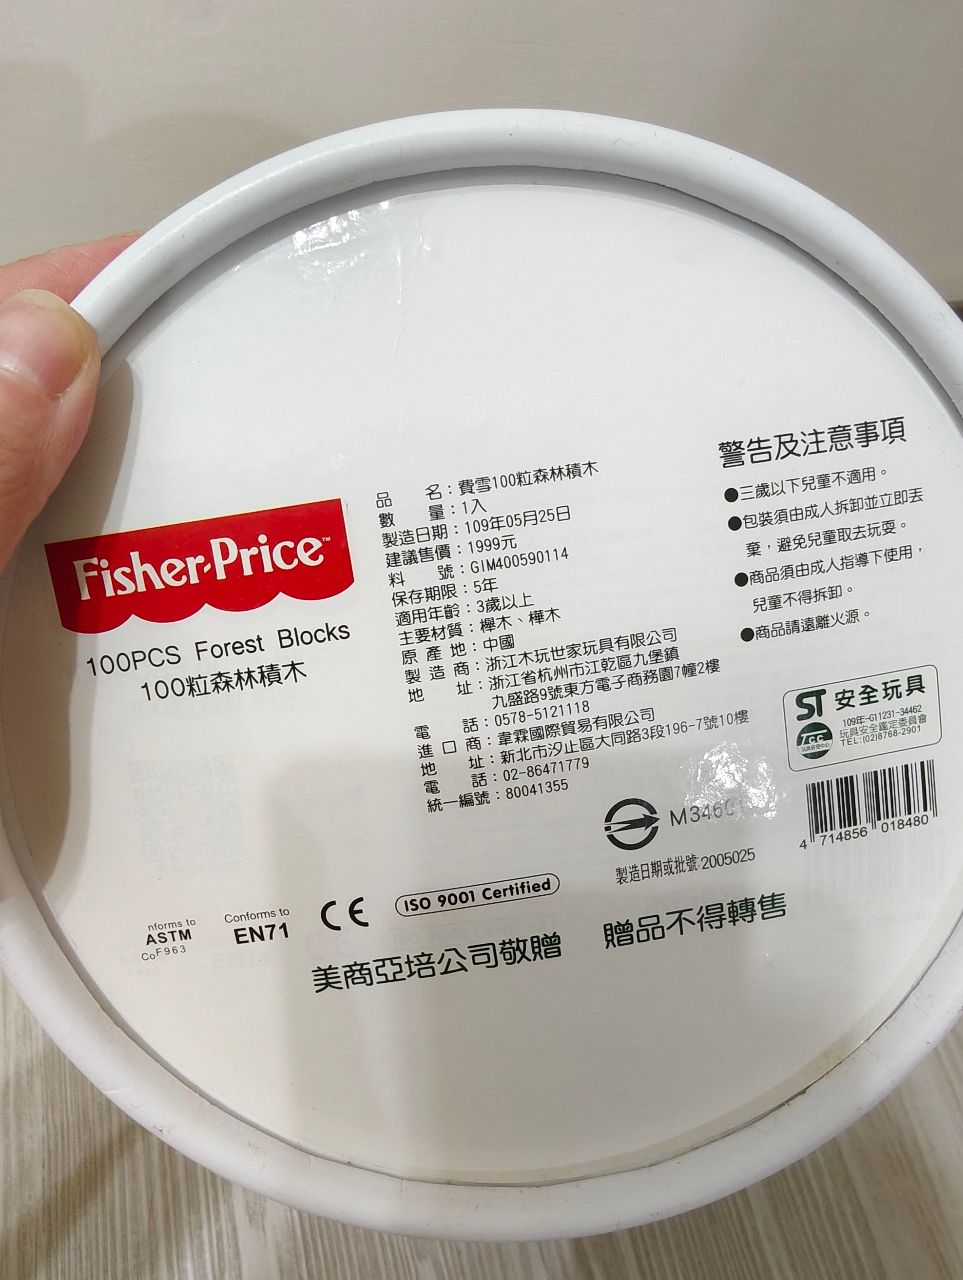 Fisher-Price™
100PCS Forest Blocks
100粒森林積木
品 名：費雪100粒森林積木
數 量：1入
製造日期：109年05月25日
建議售價：1999元
料 號：GIM400590114
保存期限：5年
適用年齡：3歲以上
主要材質：櫸木、樺木
原 產 地：中國
製 造 商：浙江木玩世家玩具有限公司
地 址：浙江省杭州市江乾區九堡鎮
九盛路9號東方電子商務園7幢2樓
電 話：0578-5121118
進 口 商：韋霖國際貿易有限公司
地 址：新北市汐止區大同路3段196-7號10樓
電 話：02-86471779
統一編號：80041355
警告及注意事項
●三歲以下兒童不適用。
●包裝須由成人拆卸並立即丟
棄，避免兒童取去玩耍。
●商品須由成人指導下使用，
兒童不得拆卸。
●商品請遠離火源。
ST 安全玩具
109年-G11231-34462
玩具安全鑑定委員會
TEL:(02)8768-2901
TCC
玩具研發中心
M3460
製造日期或批號:2005025
4 714856 018480
nforms to
ASTM
CoF963
Conforms to
EN71
CE
ISO 9001 Certified
美商亞培公司敬贈 贈品不得轉售